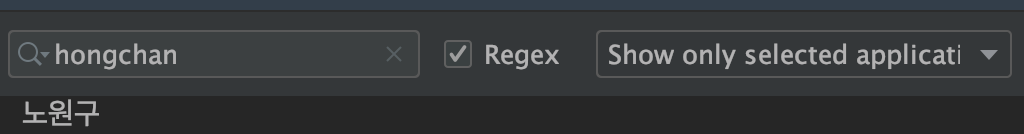 hongchan Regex Show only selected applicati
노원구